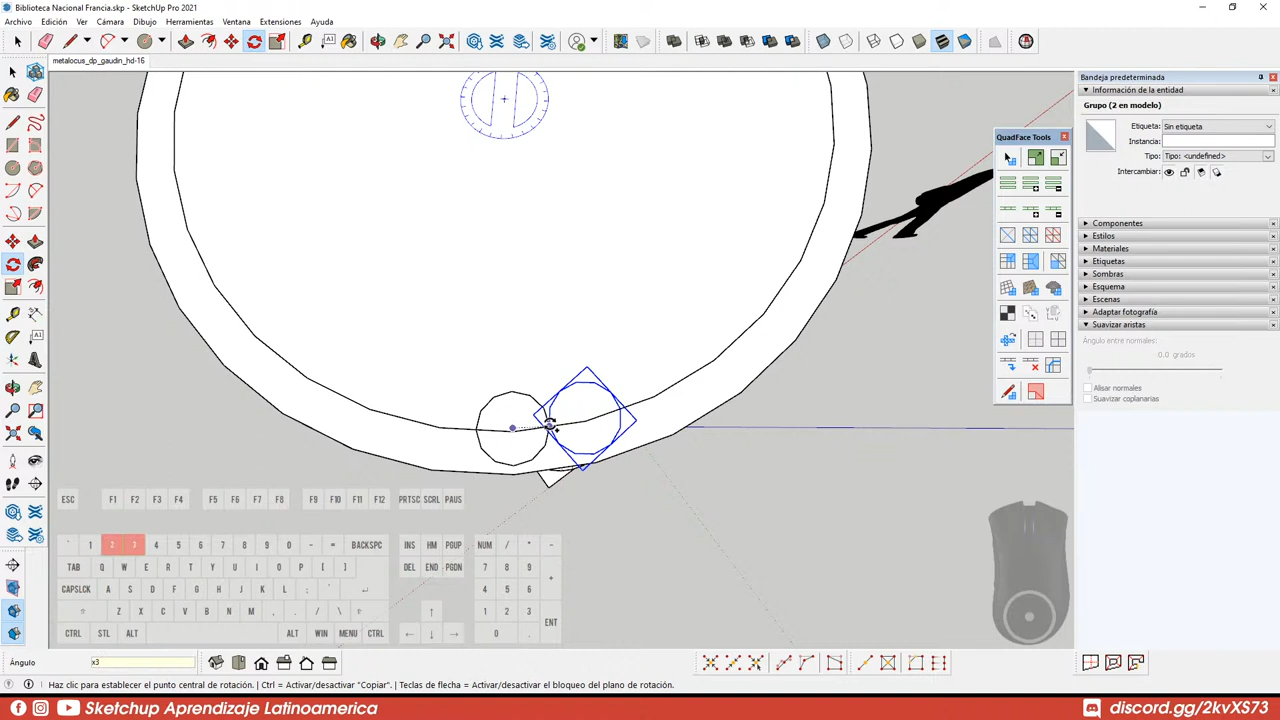 Biblioteca Nacional Francia.skp - SketchUp Pro 2021
Archivo Edición Ver Cámara Dibujo Herramientas Ventana Extensiones Ayuda
metalocus_dp_gaudin_hd-16
Bandeja predeterminada
Información de la entidad
Grupo (2 en modelo)
Etiqueta: Sin etiqueta
Instancia:
Tipo: Tipo: <undefined>
Intercambiar:
QuadFace Tools
Componentes
Estilos
Materiales
Etiquetas
Sombras
Esquema
Escenas
Adaptar fotografía
Suavizar aristas
Ángulo entre normales:
0.0 grados
Alisar normales
Suavizar coplanarias
ESC F1 F2 F3 F4 F5 F6 F7 F8 F9 F10 F11 F12 PRTSC SCRL PAUS
` 1 2 3 4 5 6 7 8 9 0 - = BACKSPC INS HM PGUP NUM / * -
TAB Q W E R T Y U I O P [ ] DEL END PGDN 7 8 9 +
CAPSLCK A S D F G H J K L ; 4 5 6
Z X C V B N M , . / \ 1 2 3 ENT
CTRL STL ALT ALT WIN MENU CTRL 0 .
Ángulo x3
Haz clic para establecer el punto central de rotación. | Ctrl = Activar/desactivar "Copiar". | Teclas de flecha = Activar/desactivar el bloqueo del plano de rotación.
Sketchup Aprendizaje Latinoamerica
discord.gg/2kvXS73